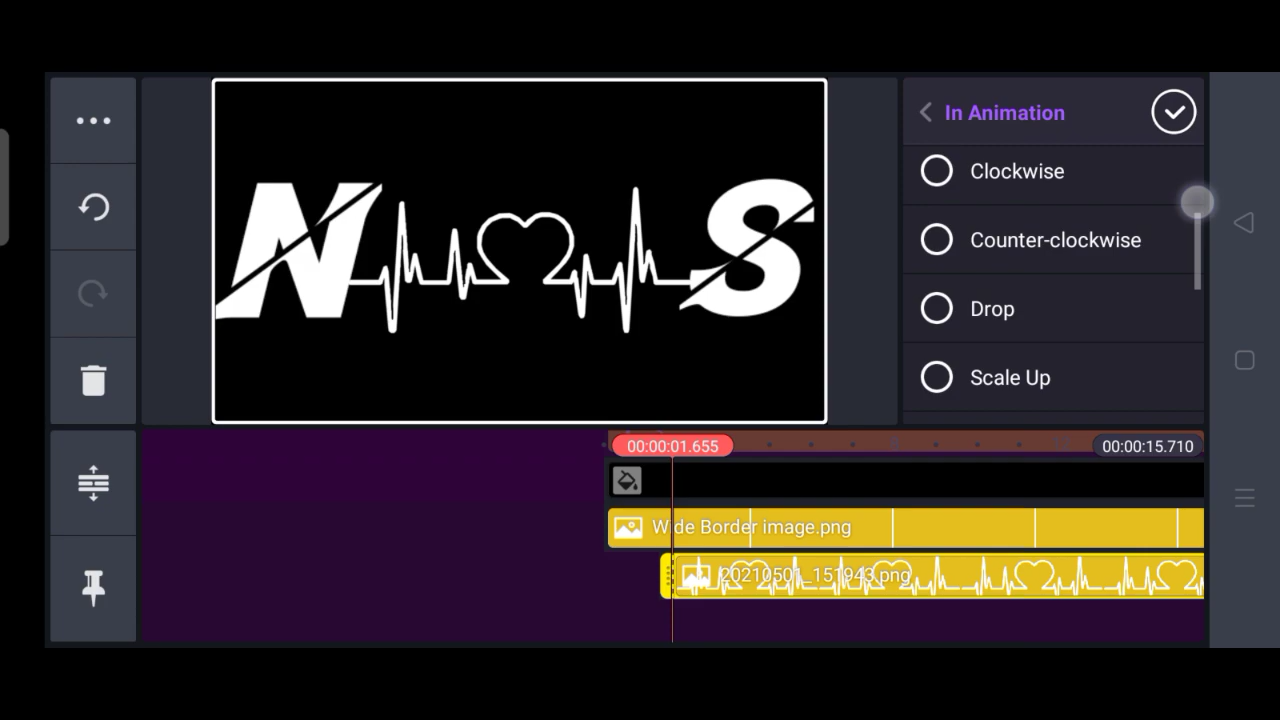 In Animation
Clockwise
Counter-clockwise
Drop
Scale Up
N S
00:00:01.655
00:00:15.710
Wide Border image.png
20210501_151943.png